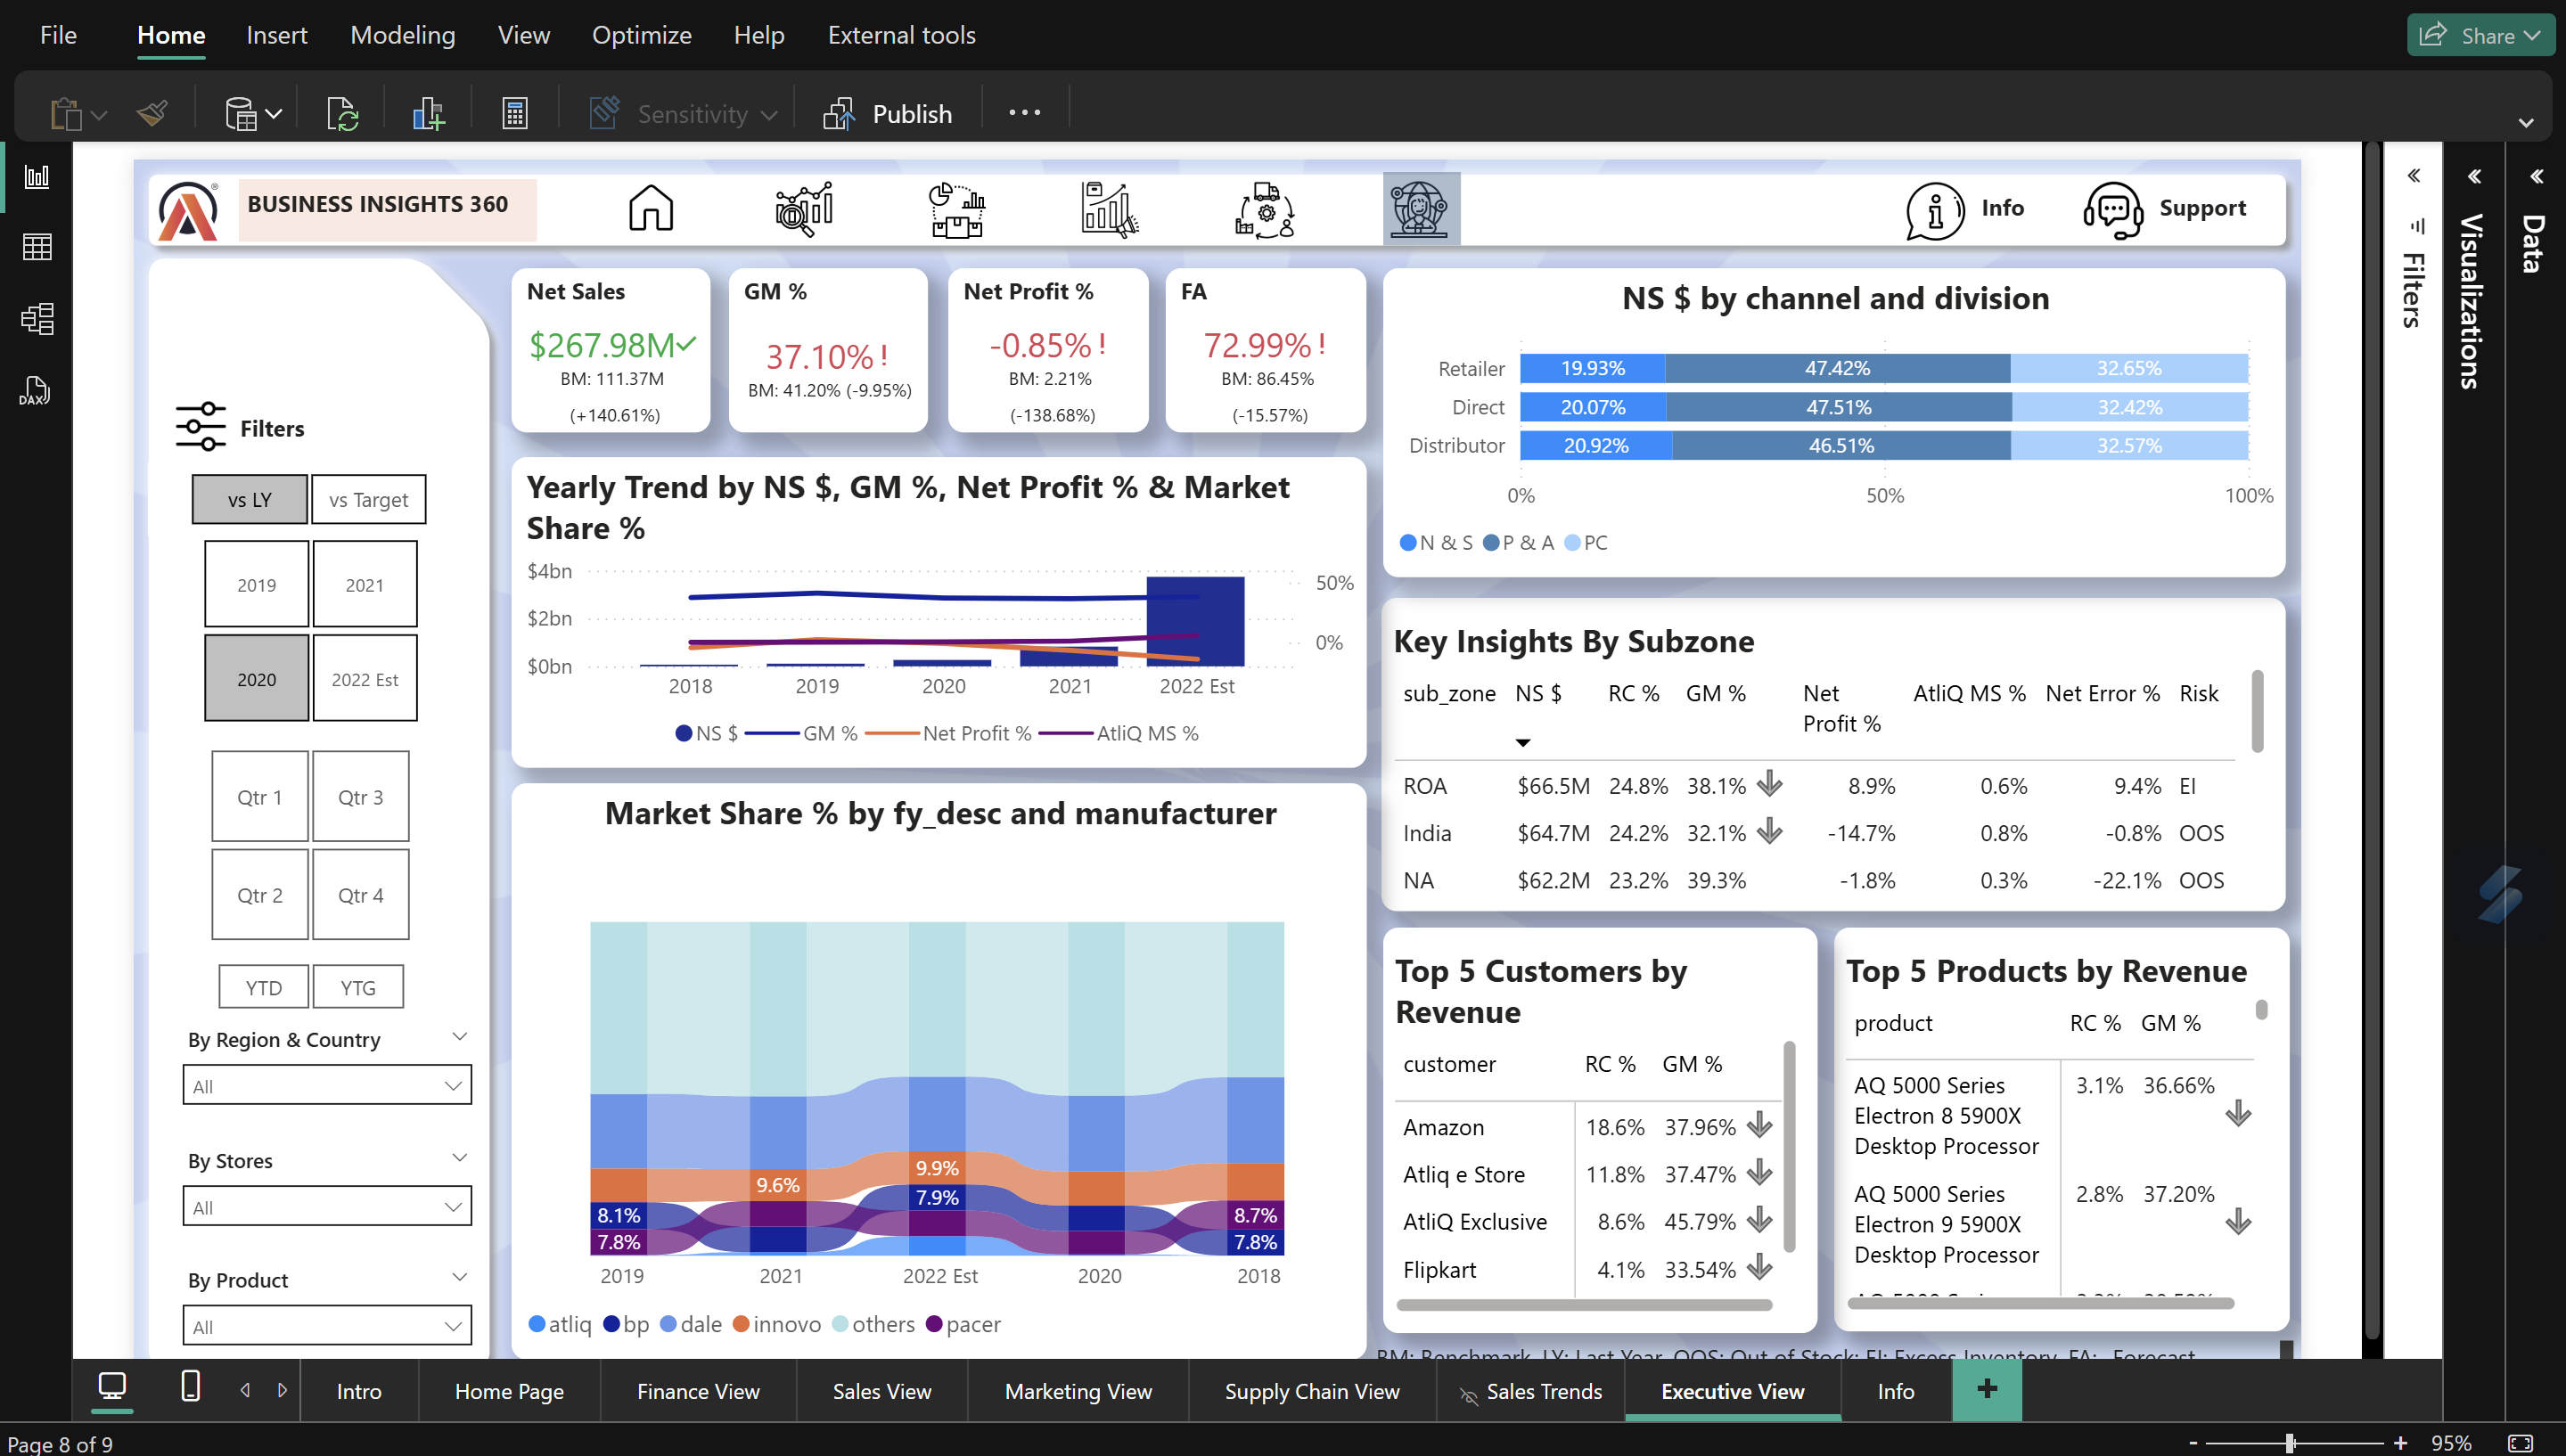 File Home Insert Modeling View Optimize Help External tools
Share
Sensitivity
Publish
DAX
BUSINESS INSIGHTS 360
Info
Support
Filters
Visualizations
Data
Filters
vs LY
vs Target
2019
2021
2020
2022 Est
Qtr 1
Qtr 3
Qtr 2
Qtr 4
YTD
YTG
By Region & Country
All
By Stores
All
By Product
All
Net Sales
$267.98M
BM: 111.37M
(+140.61%)
GM %
37.10% !
BM: 41.20% (-9.95%)
Net Profit %
-0.85% !
BM: 2.21%
(-138.68%)
FA
72.99% !
BM: 86.45%
(-15.57%)
Yearly Trend by NS $, GM %, Net Profit % & Market
Share %
$4bn
$2bn
$0bn
50%
0%
2018 2019 2020 2021 2022 Est
NS $ GM % Net Profit % AtliQ MS %
Market Share % by fy_desc and manufacturer
9.9%
9.6%
7.9%
8.1%
8.7%
7.8%
7.8%
2019 2021 2022 Est 2020 2018
atliq bp dale innovo others pacer
NS $ by channel and division
Retailer 19.93% 47.42% 32.65%
Direct 20.07% 47.51% 32.42%
Distributor 20.92% 46.51% 32.57%
0% 50% 100%
N & S P & A PC
Key Insights By Subzone
sub_zone NS $ RC % GM % Net Profit % AtliQ MS % Net Error % Risk
ROA $66.5M 24.8% 38.1% 8.9% 0.6% 9.4% EI
India $64.7M 24.2% 32.1% -14.7% 0.8% -0.8% OOS
NA $62.2M 23.2% 39.3% -1.8% 0.3% -22.1% OOS
Top 5 Customers by
Revenue
customer RC % GM %
Amazon 18.6% 37.96%
Atliq e Store 11.8% 37.47%
AtliQ Exclusive 8.6% 45.79%
Flipkart 4.1% 33.54%
Top 5 Products by Revenue
product RC % GM %
AQ 5000 Series 3.1% 36.66%
Electron 8 5900X
Desktop Processor
AQ 5000 Series 2.8% 37.20%
Electron 9 5900X
Desktop Processor
AQ 5000 Series
BM: Benchmark, LY: Last Year, OOS: Out of Stock; EI: Excess Inventory, FA: Forecast
Intro
Home Page
Finance View
Sales View
Marketing View
Supply Chain View
Sales Trends
Executive View
Info
+
Page 8 of 9
- + 95%